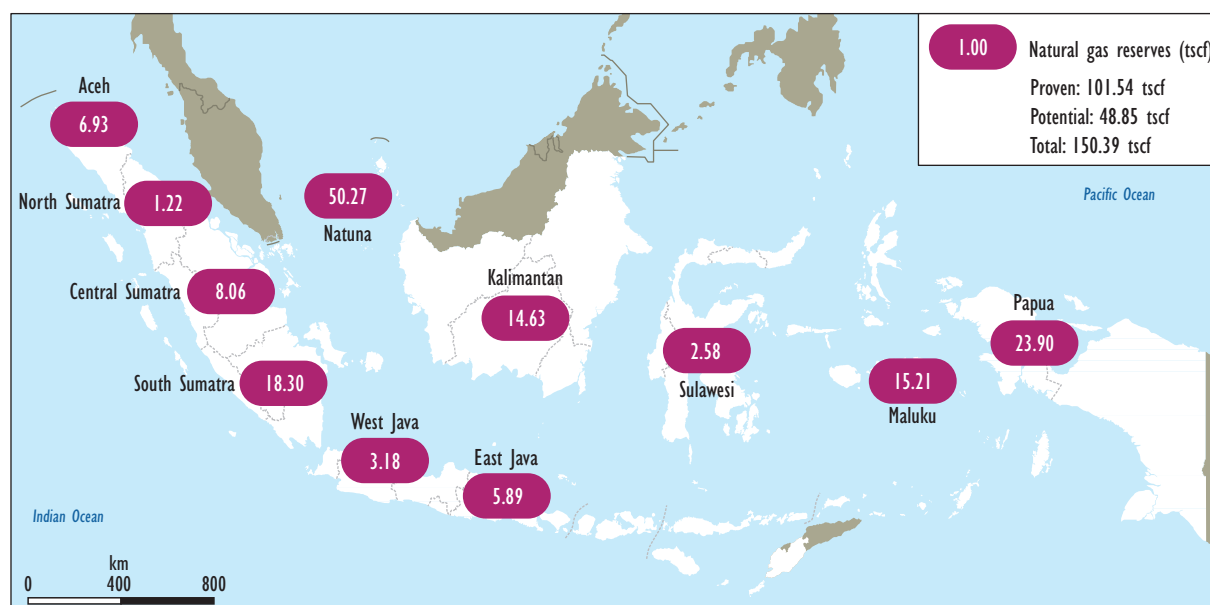 1.00 Natural gas reserves (tscf)
Proven: 101.54 tscf
Potential: 48.85 tscf
Total: 150.39 tscf
Aceh
6.93
North Sumatra 1.22
50.27
Natuna
Pacific Ocean
Central Sumatra 8.06
Kalimantan
14.63
Papua
23.90
2.58
Sulawesi
15.21
Maluku
South Sumatra 18.30
West Java
3.18
East Java
5.89
Indian Ocean
km
0 400 800